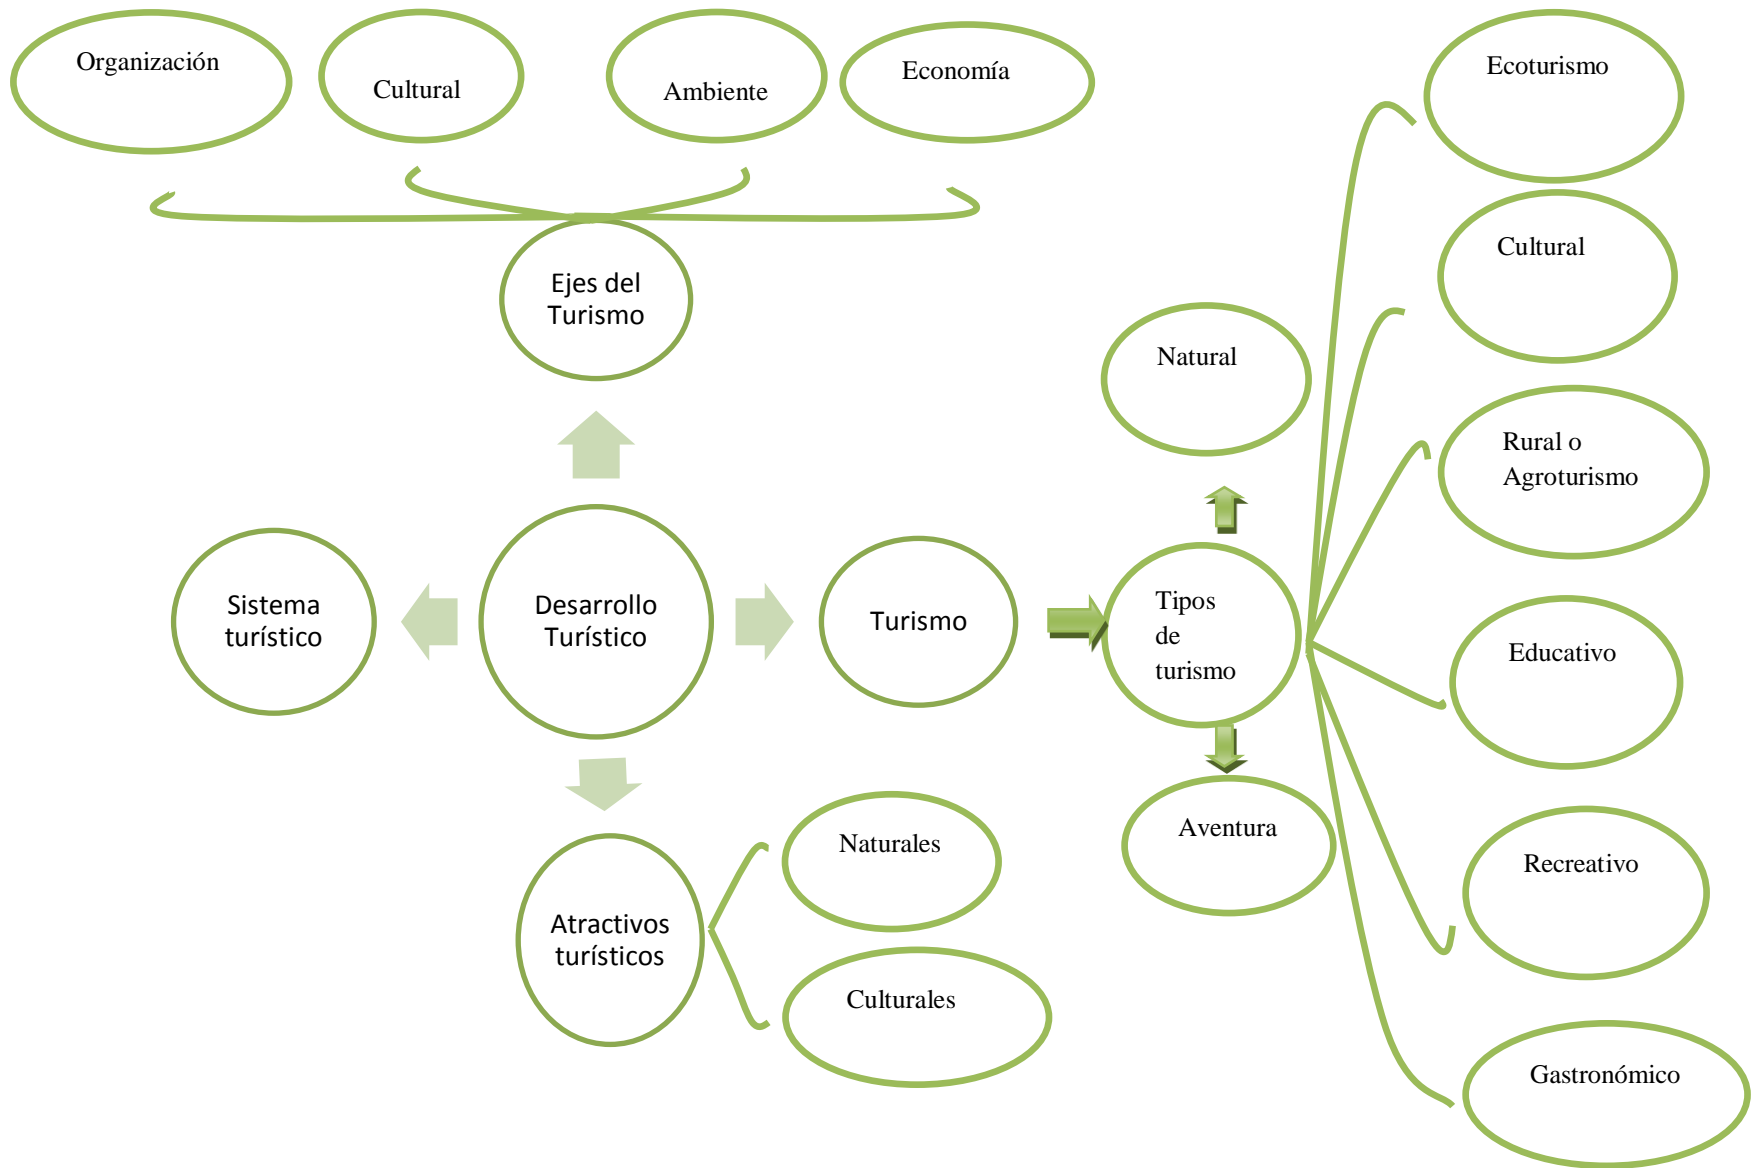 Organización
Cultural
Ambiente
Economía
Ecoturismo
Cultural
Ejes del
Turismo
Natural
Rural o
Agroturismo
Sistema
turístico
Desarrollo
Turístico
Turismo
Tipos
de
turismo
Educativo
Aventura
Naturales
Recreativo
Atractivos
turísticos
Culturales
Gastronómico